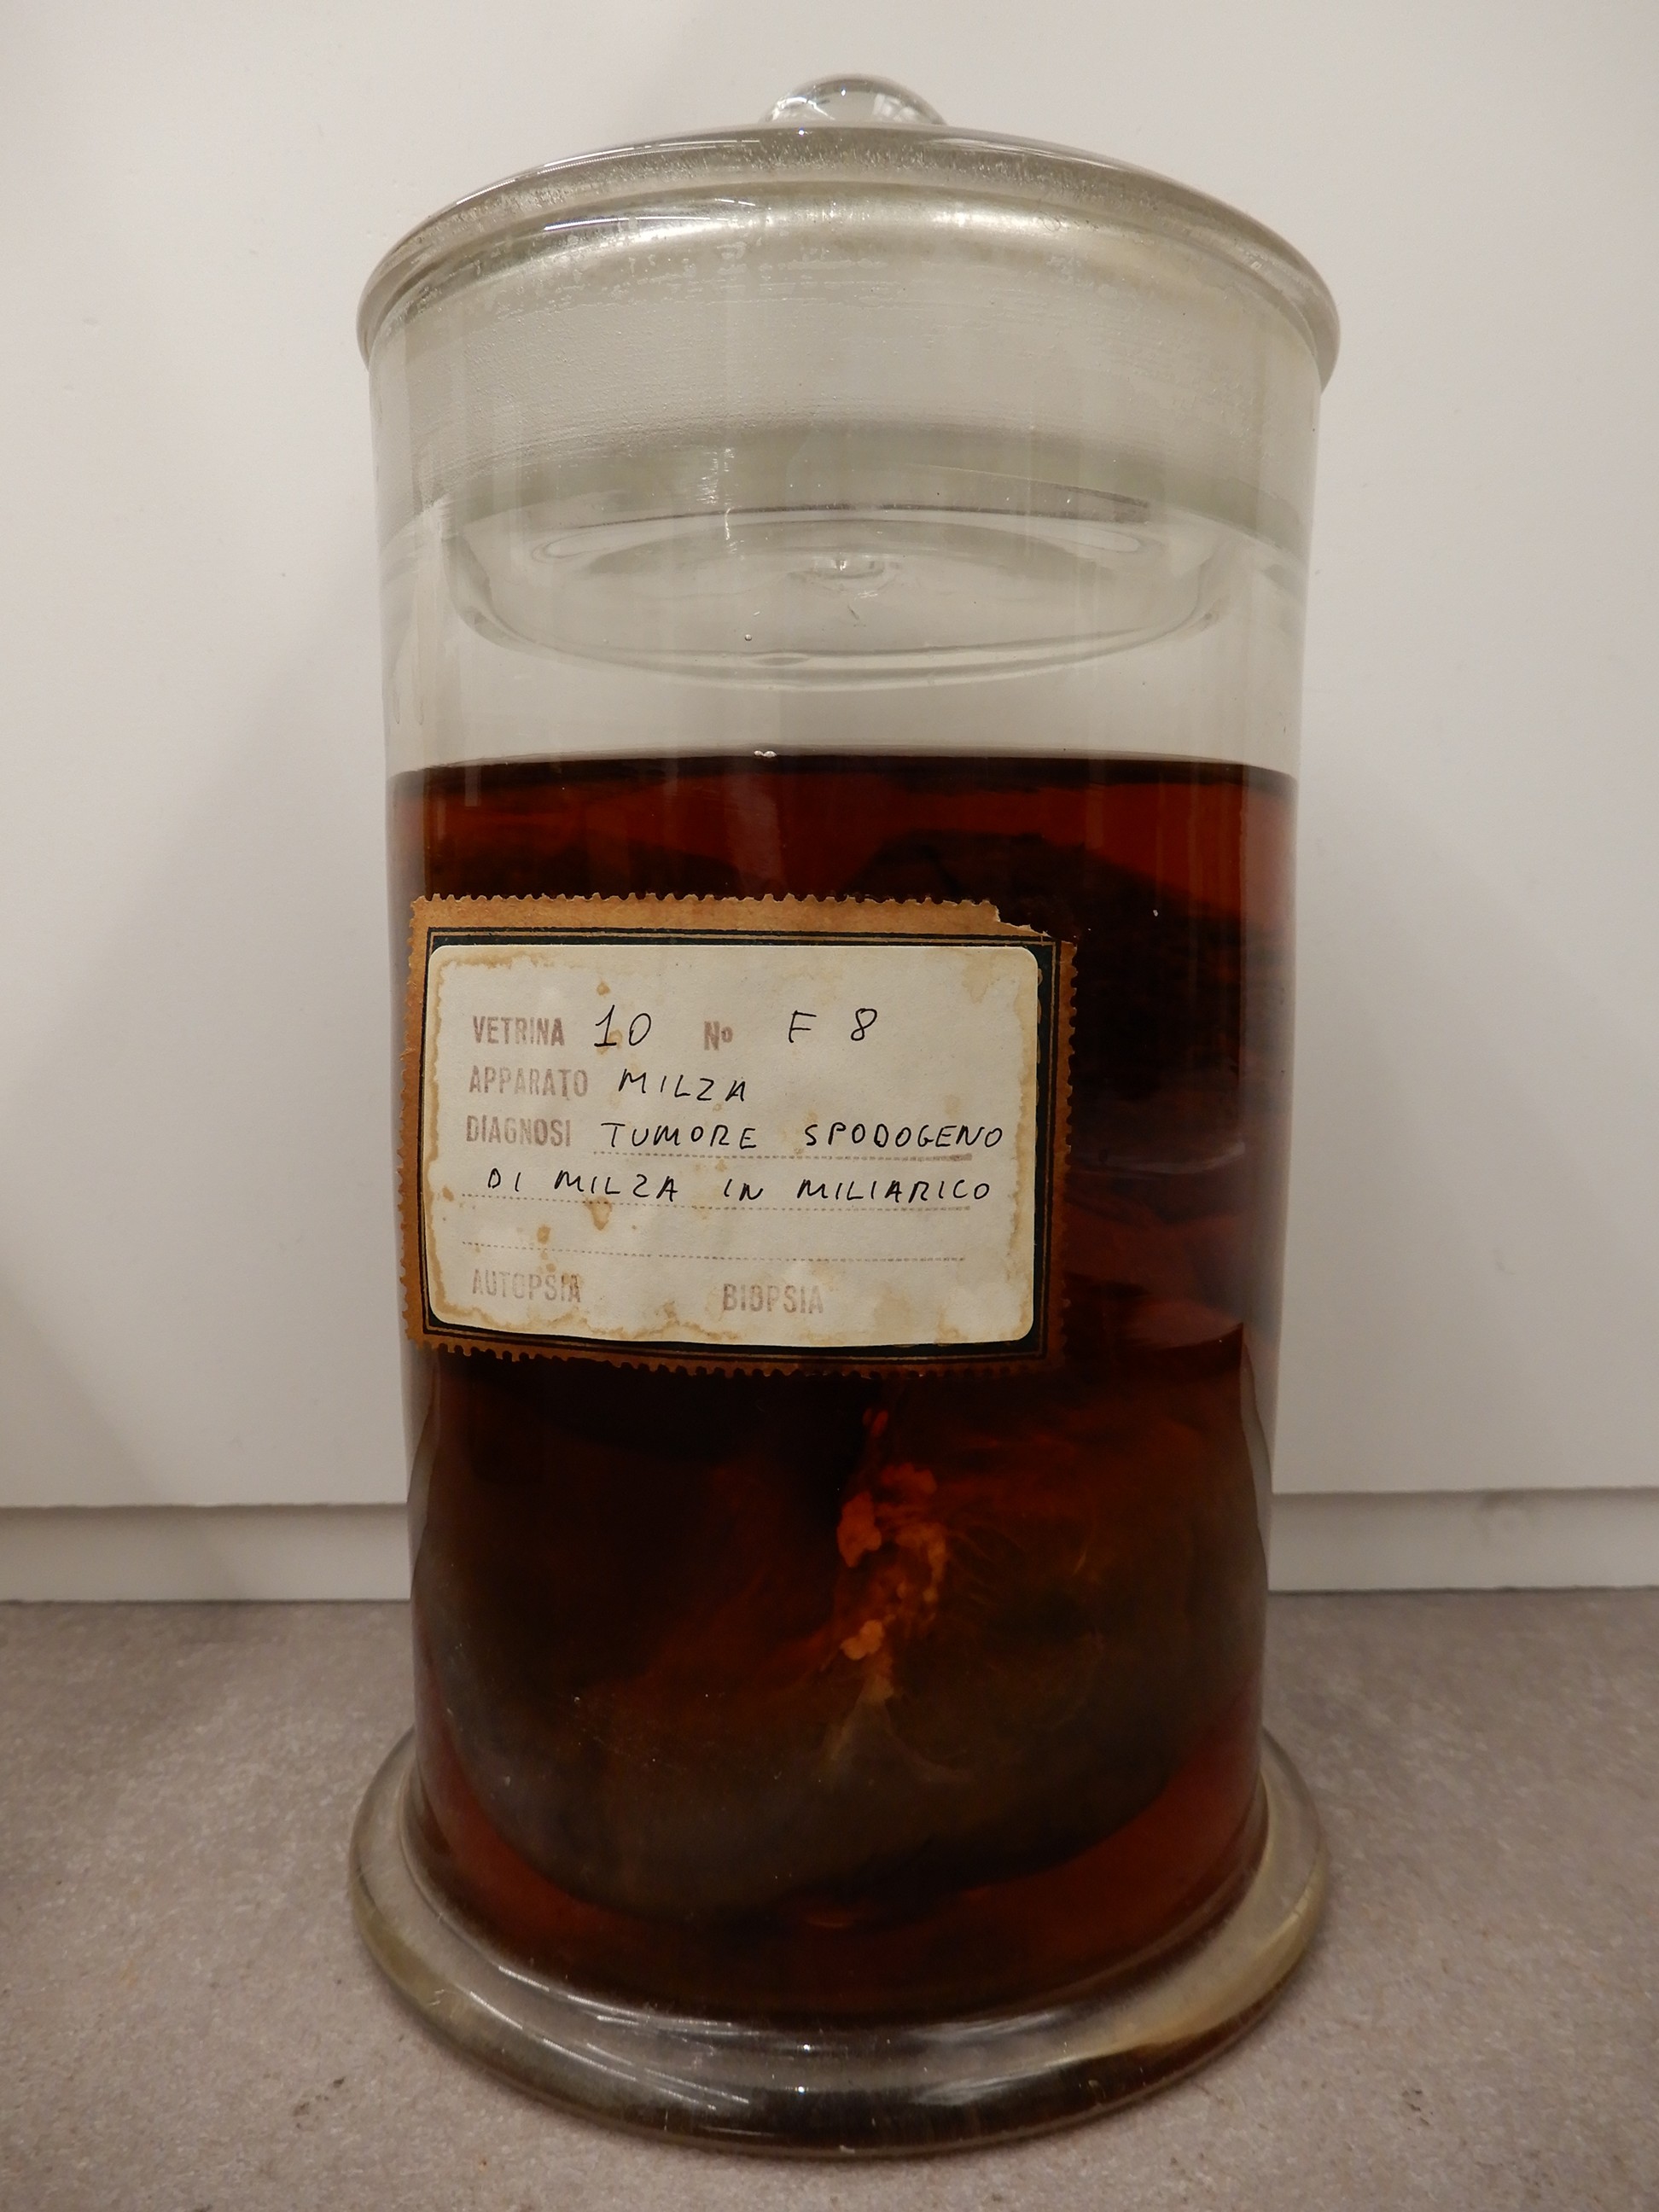 VETRINA 10 No F 8
APPARATO MILZA
DIAGNOSI TUMORE SPODOGENO
DI MILZA IN MILIARICO
AUTOPSIA BIOPSIA